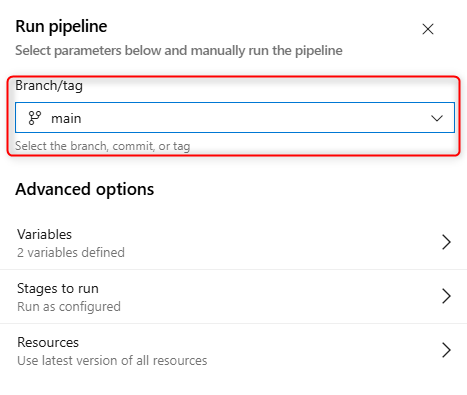 Run pipeline
Select parameters below and manually run the pipeline
Branch/tag
main
Select the branch, commit, or tag
Advanced options
Variables
2 variables defined
Stages to run
Run as configured
Resources
Use latest version of all resources